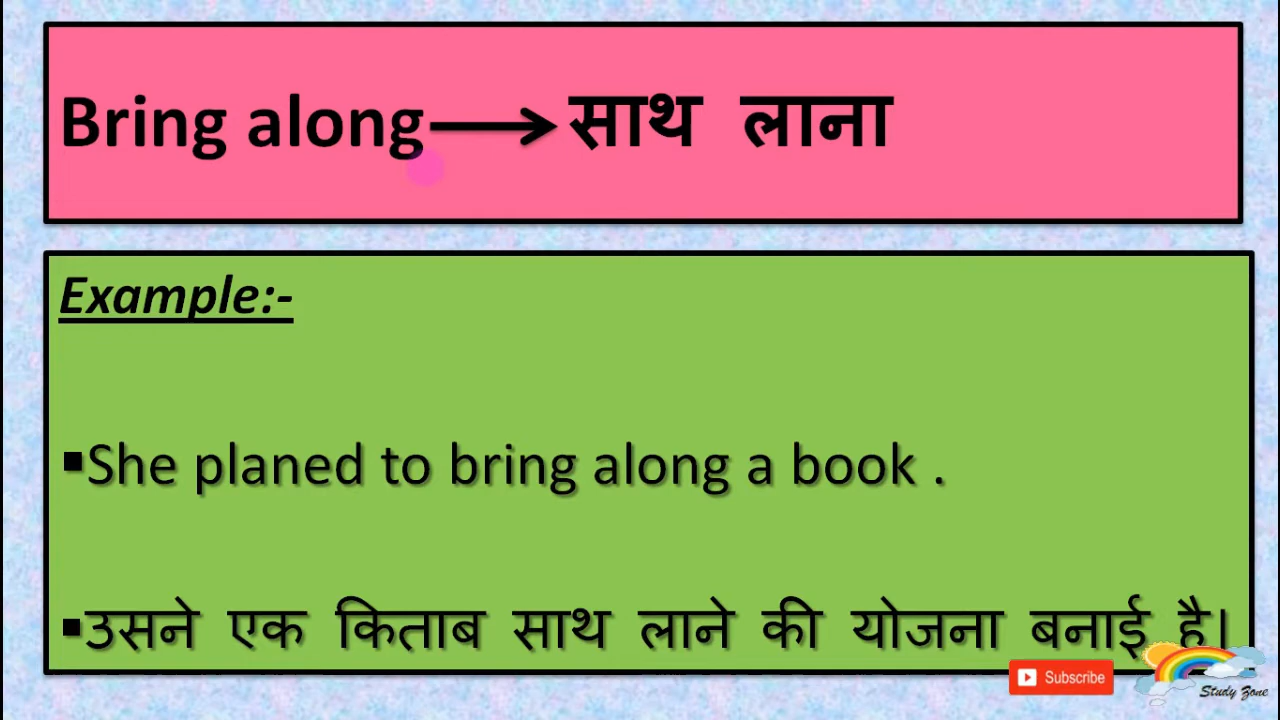 Bring along→साथ लाना
Example:-
▪She planed to bring along a book .
▪उसने एक किताब साथ लाने की योजना बनाई है।
Subscribe
Study Zone